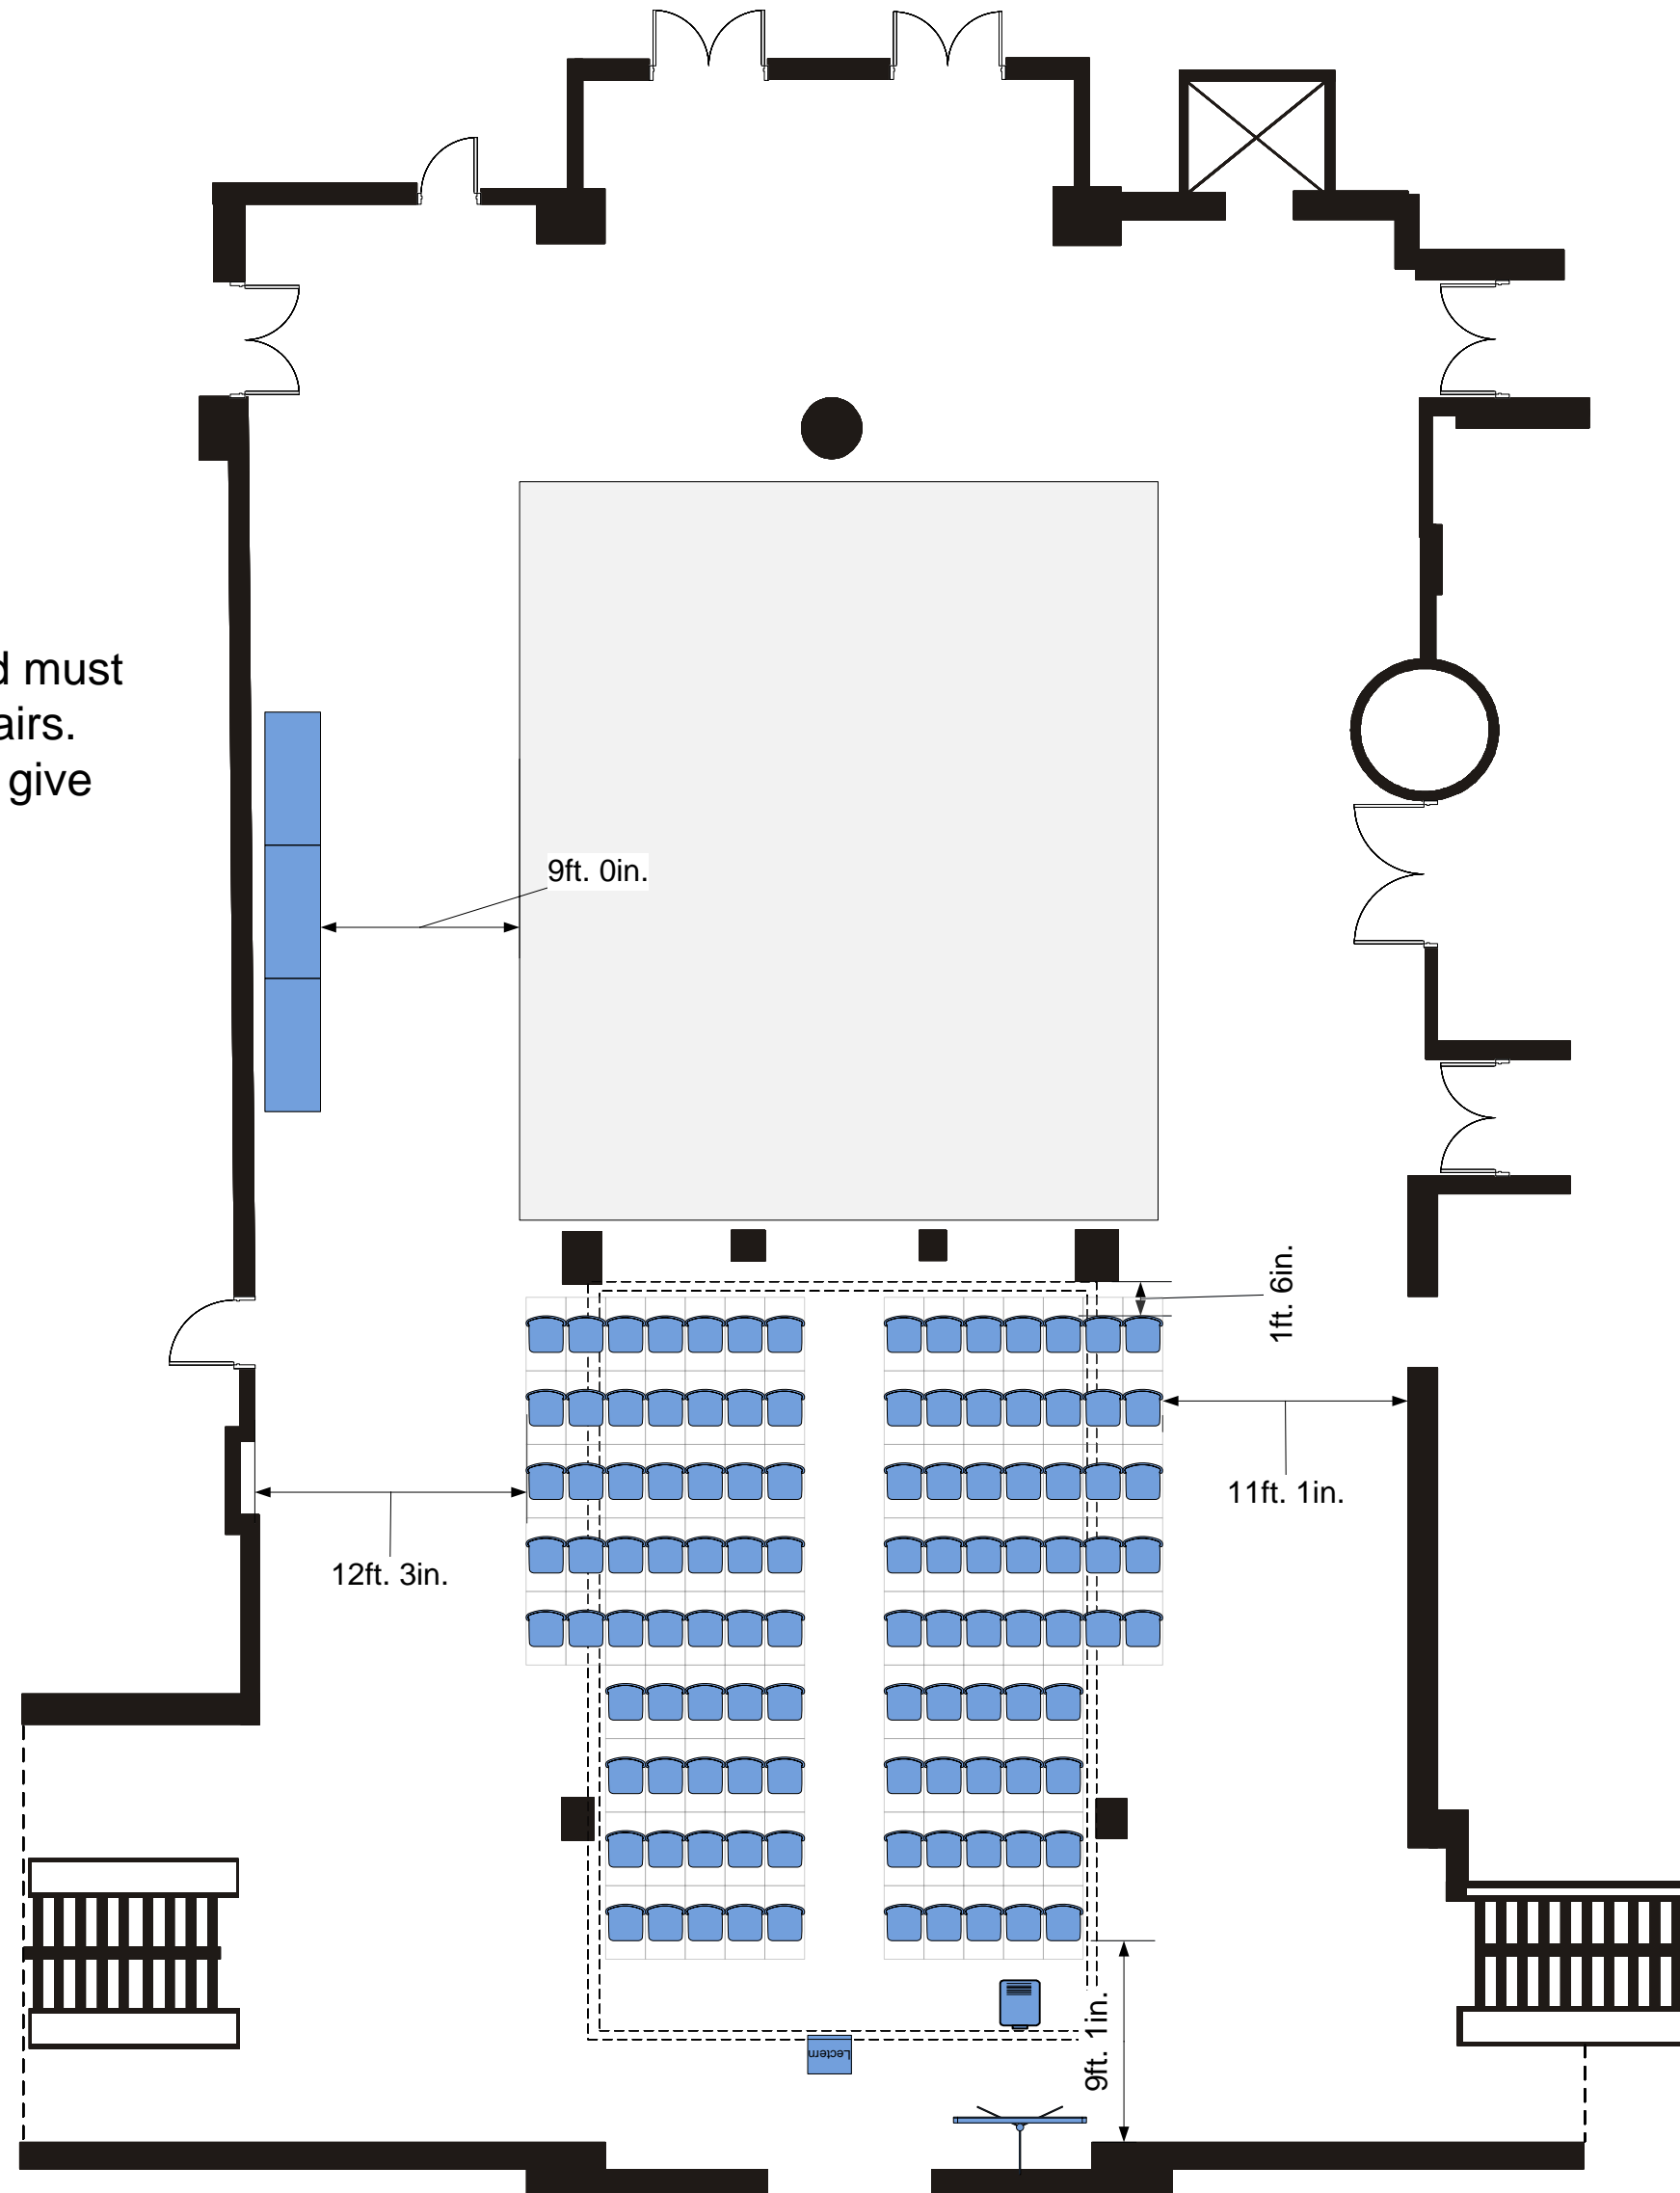 d must
airs.
give
9ft. 0in.
1ft. 6in.
11ft. 1in.
12ft. 3in.
9ft. 1in.
Lectern